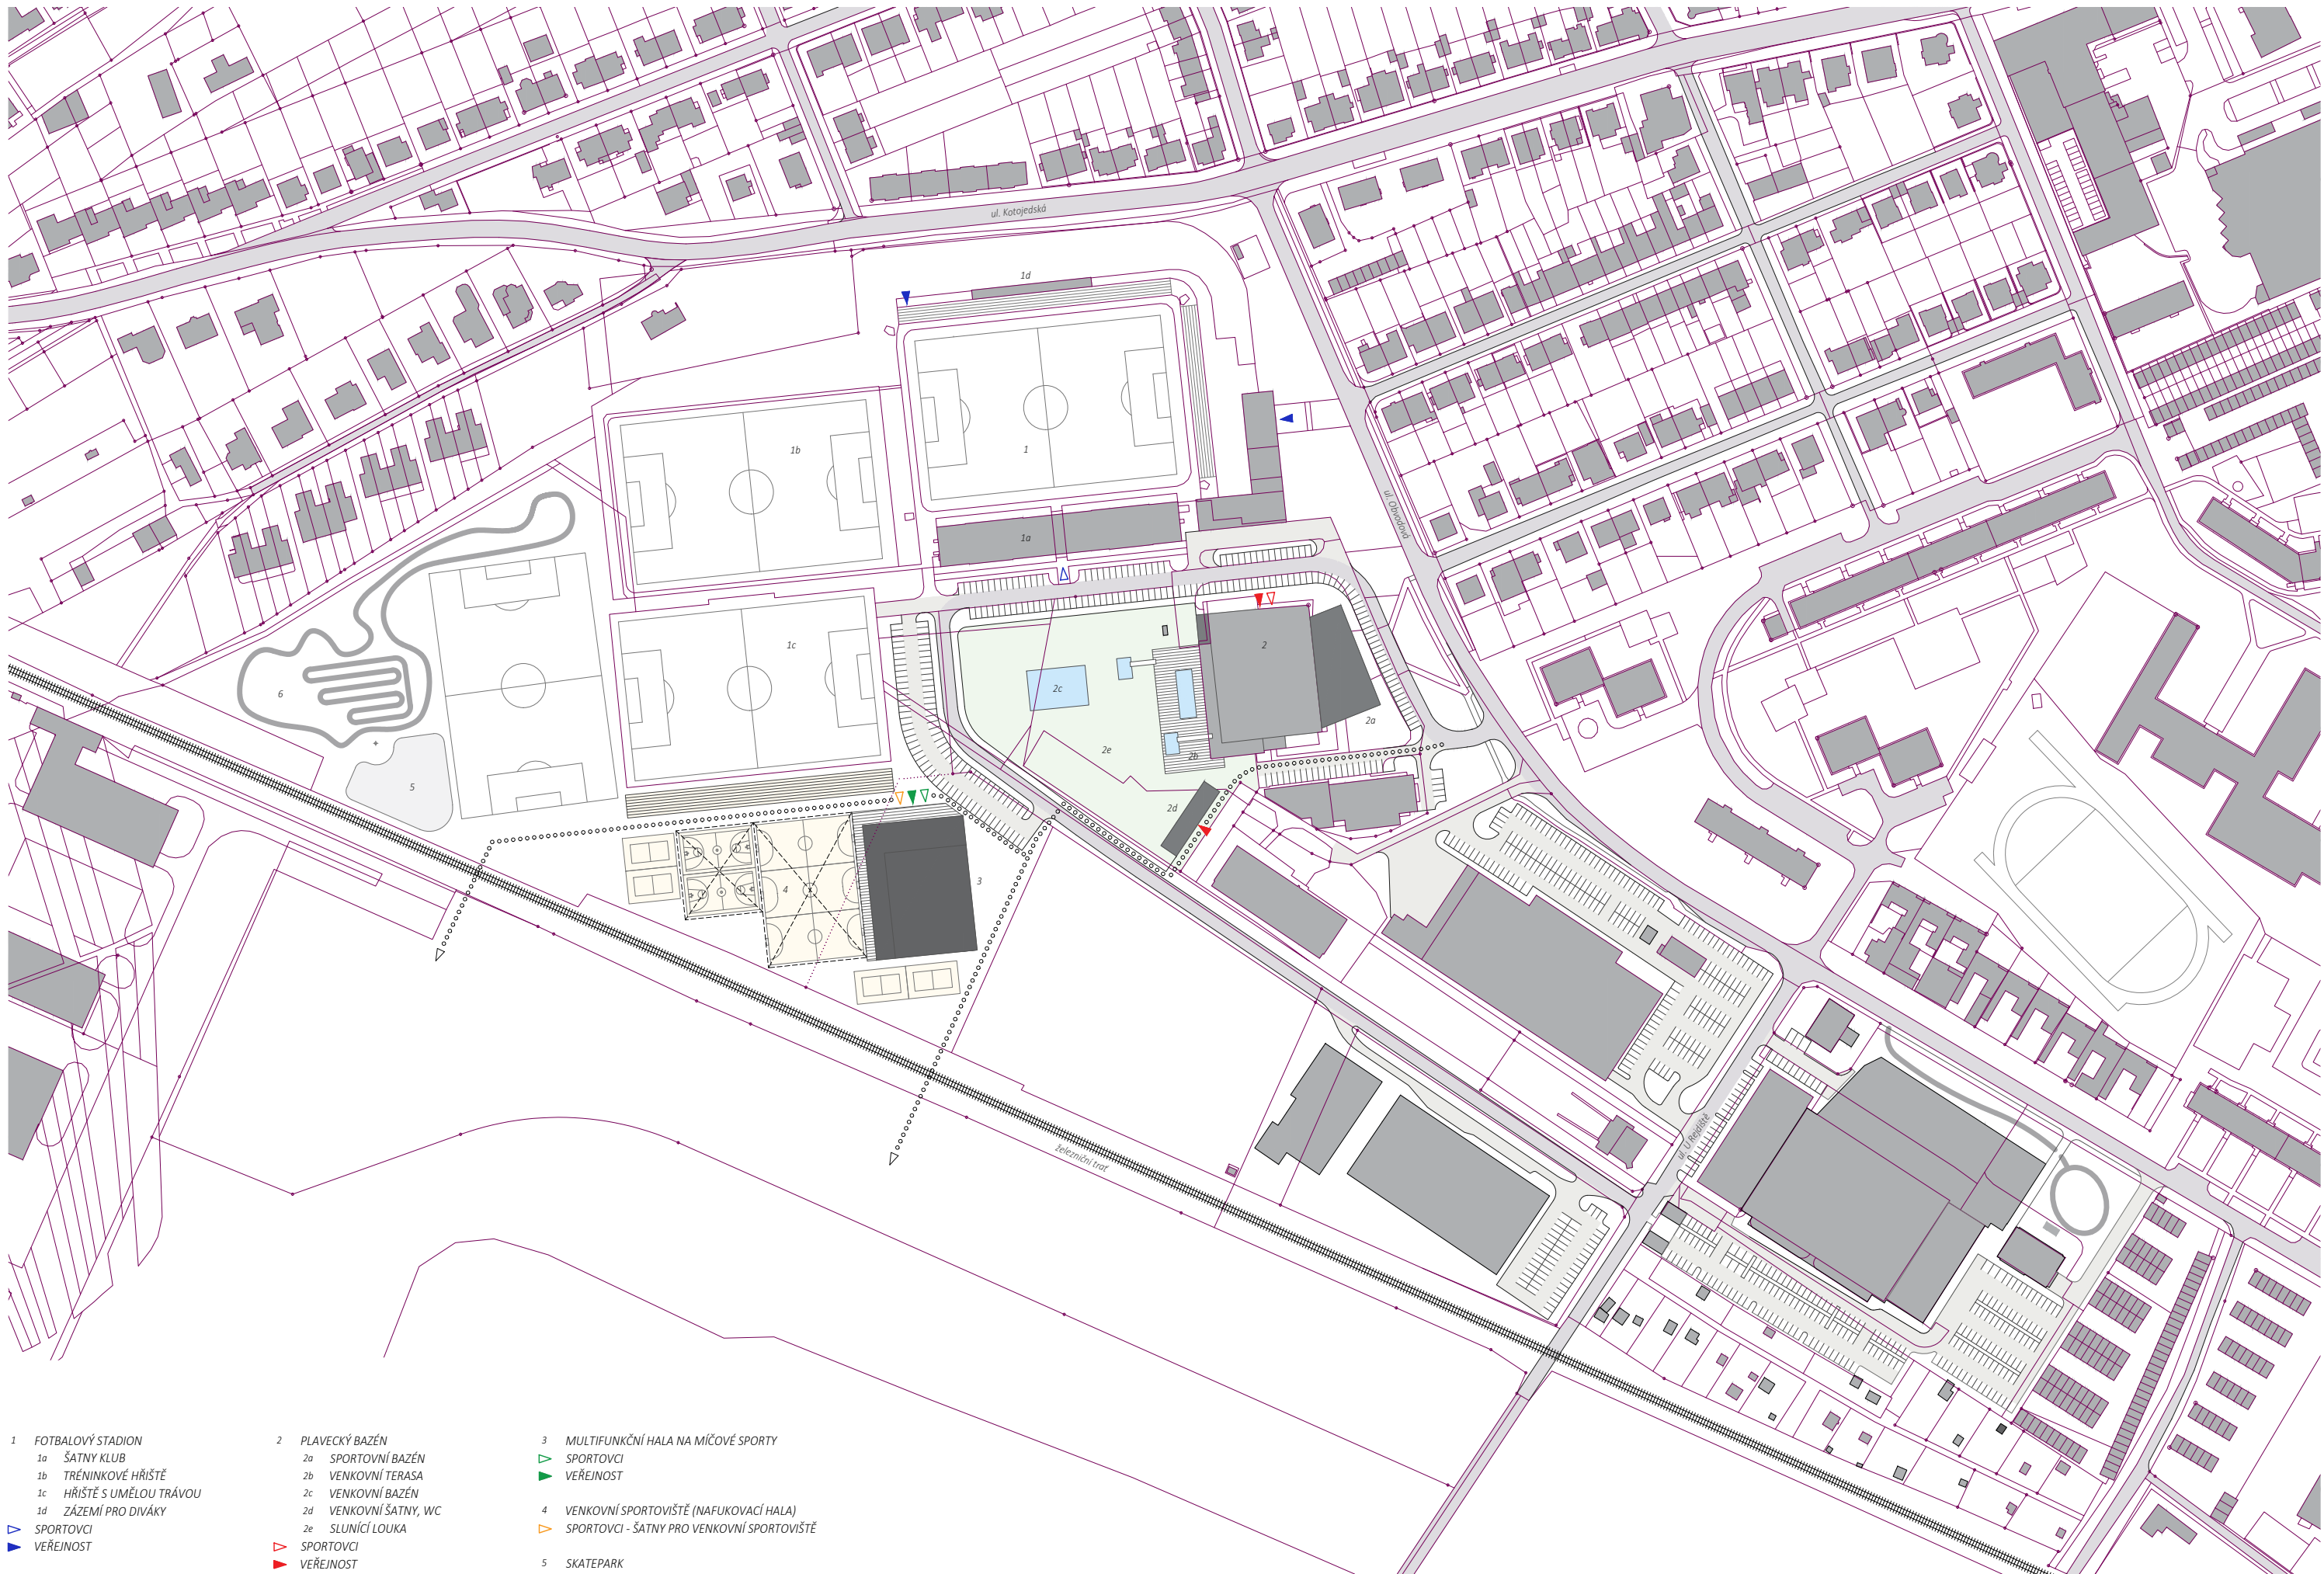 ul. Kotojedská
1d
1b
1
ul. Obvodová
1a
1c
2
6
2c
2a
2e
2b
5
2d
3
4
železniční trať
ul. U Rejdiště
1 FOTBALOVÝ STADION
1a ŠATNY KLUB
1b TRÉNINKOVÉ HŘIŠTĚ
1c HŘIŠTĚ S UMĚLOU TRÁVOU
1d ZÁZEMÍ PRO DIVÁKY
SPORTOVCI
VEŘEJNOST
2 PLAVECKÝ BAZÉN
2a SPORTOVNÍ BAZÉN
2b VENKOVNÍ TERASA
2c VENKOVNÍ BAZÉN
2d VENKOVNÍ ŠATNY, WC
2e SLUNÍCÍ LOUKA
SPORTOVCI
VEŘEJNOST
3 MULTIFUNKČNÍ HALA NA MÍČOVÉ SPORTY
SPORTOVCI
VEŘEJNOST
4 VENKOVNÍ SPORTOVIŠTĚ (NAFUKOVACÍ HALA)
SPORTOVCI - ŠATNY PRO VENKOVNÍ SPORTOVIŠTĚ
5 SKATEPARK